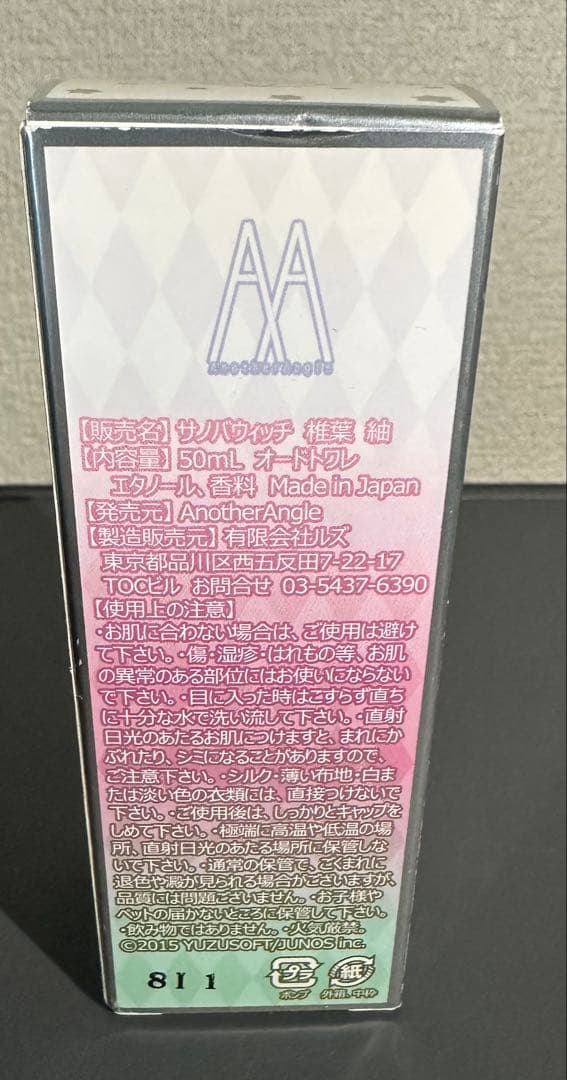 AA
AnotherAngle
【販売名】サノバウィッチ 椎葉 紬
【内容量】50mL オードトワレ
エタノール、香料 Made in Japan
【発売元】AnotherAngle
【製造販売元】有限会社ルズ
東京都品川区西五反田7-22-17
TOCビル お問合せ 03-5437-6390
【使用上の注意】
・お肌に合わない場合は、ご使用は避け
て下さい。・傷・湿疹・はれもの等、お肌
の異常のある部位にはお使いにならない
で下さい。・目に入った時はこすらず直ち
に十分な水で洗い流して下さい。・直射
日光のあたるお肌につけますと、まれにか
ぶれたり、シミになることがありますので、
ご注意下さい。・シルク・薄い布地・白ま
たは淡い色の衣類には、直接つけないで
下さい。・ご使用後は、しっかりとキャップを
しめて下さい。・極端に高温や低温の場
所、直射日光のあたる場所に保管しな
いで下さい。・通常の保管で、ごくまれに
退色や澱が見られる場合がございますが、
品質には問題ございません。・お子様や
ペットの届かないところに保管して下さい。
・飲み物ではありません。・火気厳禁。
©2015 YUZUSOFT/JUNOS inc.
8I1
プラ 紙
ポンプ 外箱、中枠